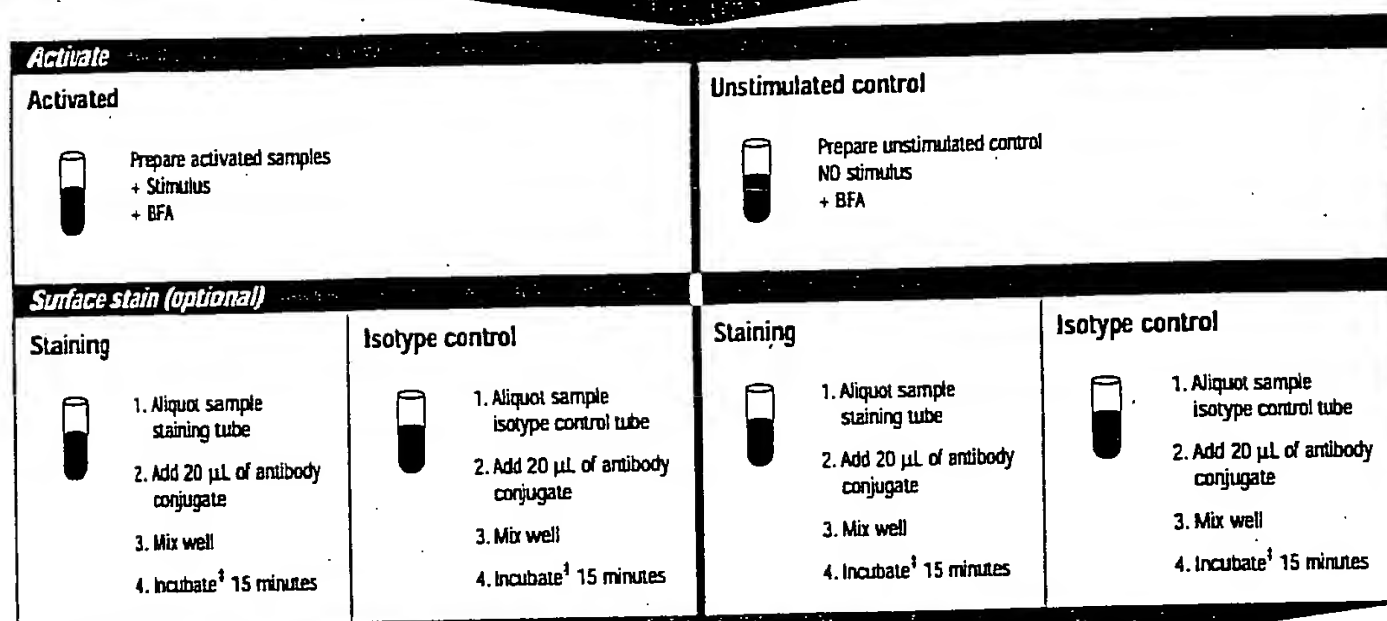 Activate
Activated
Prepare activated samples
+ Stimulus
+ BFA
Unstimulated control
Prepare unstimulated control
NO stimulus
+ BFA
Surface stain (optional)
Staining
1. Aliquot sample
staining tube
2. Add 20 µL of antibody
conjugate
3. Mix well
4. Incubate‡ 15 minutes
Isotype control
1. Aliquot sample
isotype control tube
2. Add 20 µL of antibody
conjugate
3. Mix well
4. Incubate‡ 15 minutes
Staining
1. Aliquot sample
staining tube
2. Add 20 µL of antibody
conjugate
3. Mix well
4. Incubate‡ 15 minutes
Isotype control
1. Aliquot sample
isotype control tube
2. Add 20 µL of antibody
conjugate
3. Mix well
4. Incubate‡ 15 minutes